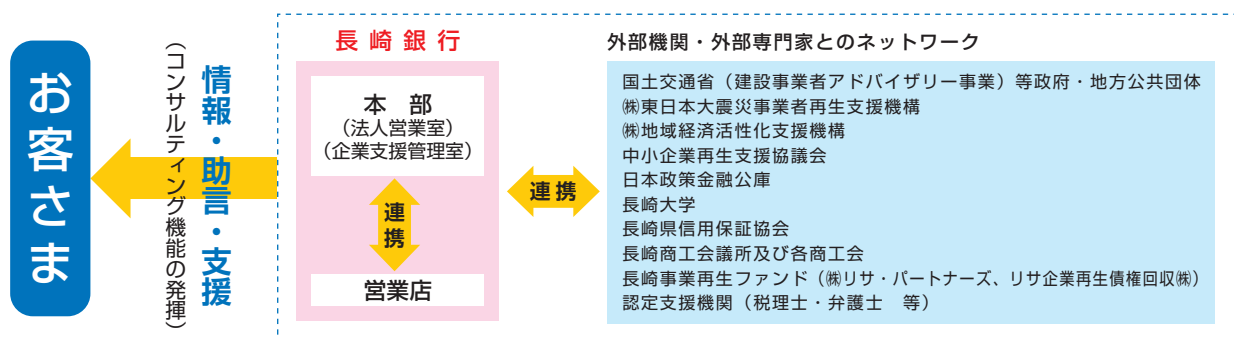 お客さま
情報・助言・支援
（コンサルティング機能の発揮）
長崎銀行
本　部
（法人営業室）
（企業支援管理室）
連携
営業店
連携
外部機関・外部専門家とのネットワーク
国土交通省（建設事業者アドバイザリー事業）等政府・地方公共団体
㈱東日本大震災事業者再生支援機構
㈱地域経済活性化支援機構
中小企業再生支援協議会
日本政策金融公庫
長崎大学
長崎県信用保証協会
長崎商工会議所及び各商工会
長崎事業再生ファンド（㈱リサ・パートナーズ、リサ企業再生債権回収㈱）
認定支援機関（税理士・弁護士　等）